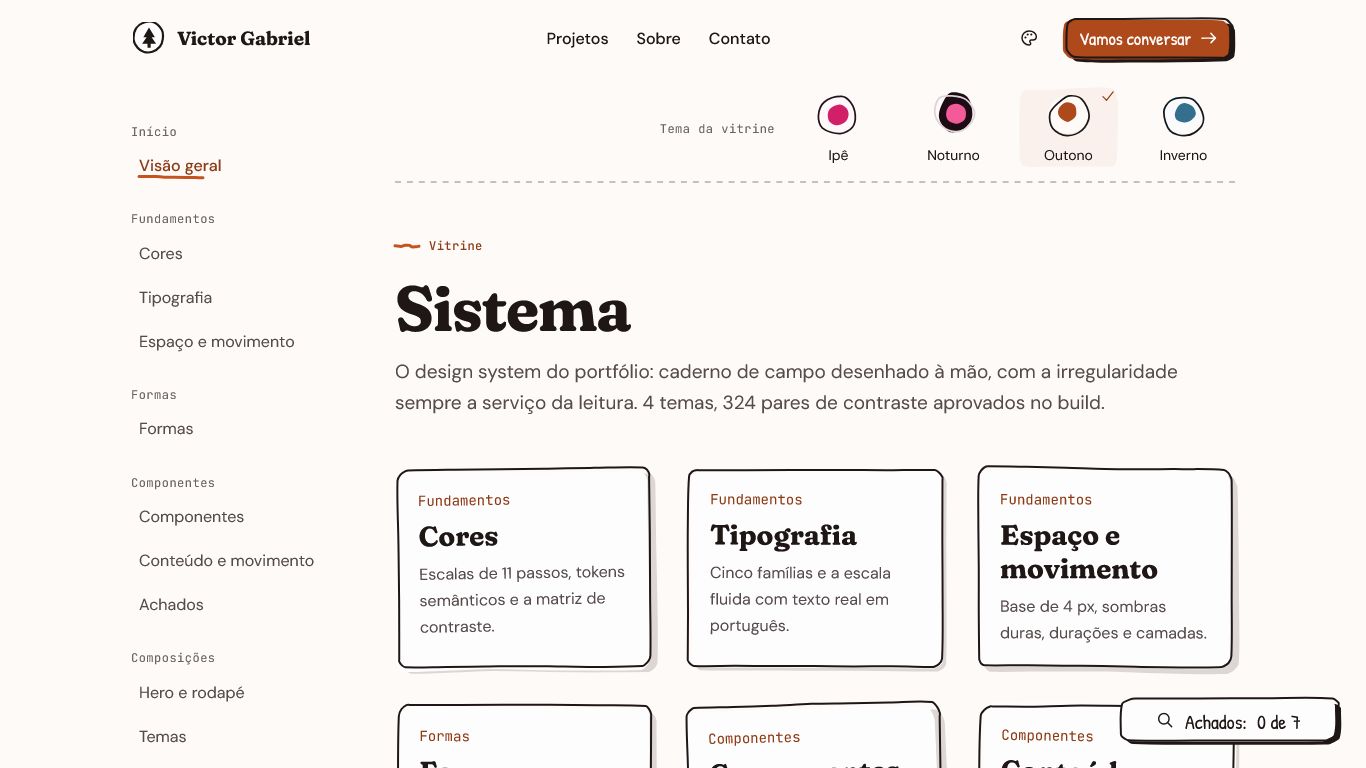 Victor Gabriel
Projetos
Sobre
Contato
Vamos conversar
Início
Visão geral
Fundamentos
Cores
Tipografia
Espaço e movimento
Formas
Formas
Componentes
Componentes
Conteúdo e movimento
Achados
Composições
Hero e rodapé
Temas
Tema da vitrine
Ipê
Noturno
Outono
Inverno
Vitrine
Sistema
O design system do portfólio: caderno de campo desenhado à mão, com a irregularidade
sempre a serviço da leitura. 4 temas, 324 pares de contraste aprovados no build.
Fundamentos
Cores
Escalas de 11 passos, tokens
semânticos e a matriz de
contraste.
Fundamentos
Tipografia
Cinco famílias e a escala
fluida com texto real em
português.
Fundamentos
Espaço e
movimento
Base de 4 px, sombras
duras, durações e camadas.
Formas
Componentes
Componentes
Achados: 0 de 7